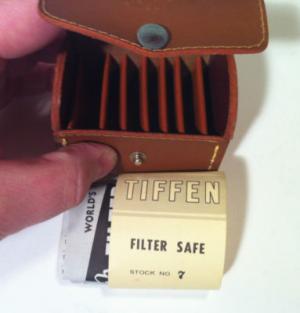 WORLD'S
TIFFEN
FILTER SAFE
STOCK NO 7